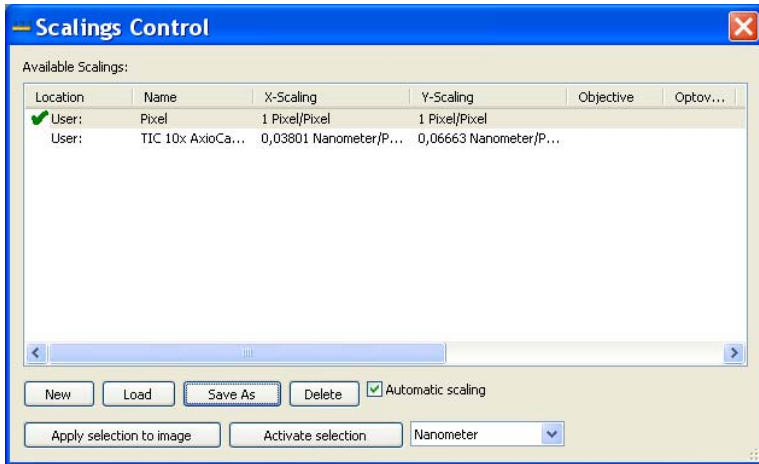 Scalings Control
Available Scalings:
Location Name X-Scaling Y-Scaling Objective Optov...
User: Pixel 1 Pixel/Pixel 1 Pixel/Pixel
User: TIC 10x AxioCa... 0,03801 Nanometer/P... 0,06663 Nanometer/P...
New Load Save As Delete Automatic scaling
Apply selection to image Activate selection Nanometer